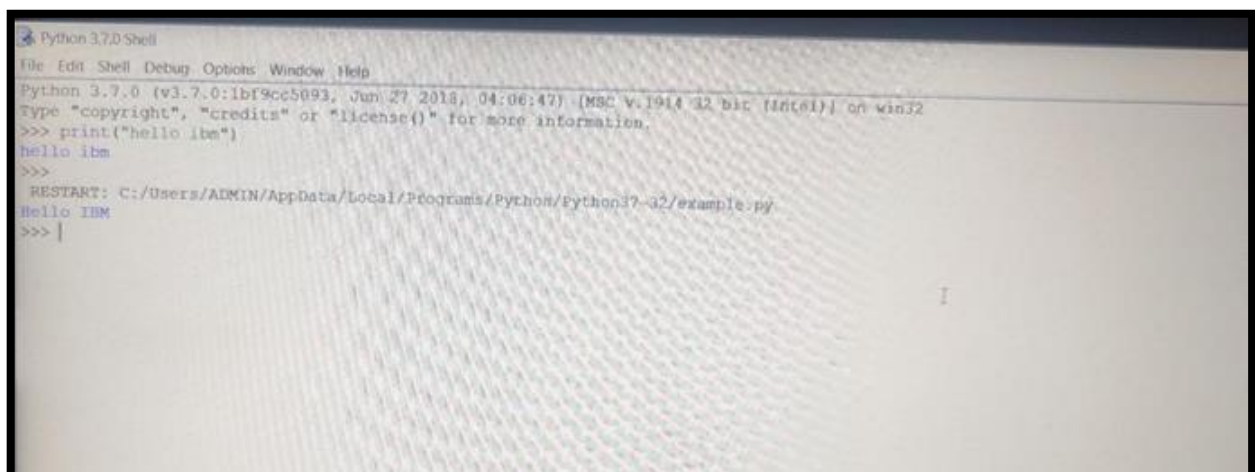 Python 3.7.0 Shell
File Edit Shell Debug Options Window Help
Python 3.7.0 (v3.7.0:1bf9cc5093, Jun 27 2018, 04:06:47) [MSC v.1914 32 bit (Intel)] on win32
Type "copyright", "credits" or "license()" for more information.
>>> print("hello ibm")
hello ibm
>>>
RESTART: C:/Users/ADMIN/AppData/Local/Programs/Python/Python37-32/example.py
Hello IBM
>>>